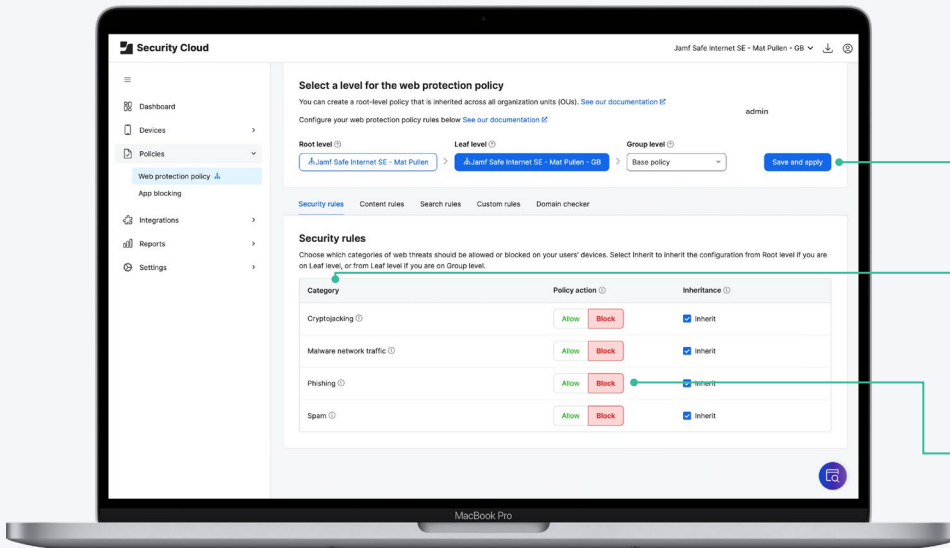 Security Cloud
Jamf Safe Internet SE - Mat Pullen - GB
Dashboard
Devices
Policies
Web protection policy
App blocking
Integrations
Reports
Settings
Select a level for the web protection policy
You can create a root-level policy that is inherited across all organization units (OUs). See our documentation
admin
Configure your web protection policy rules below See our documentation
Root level
Leaf level
Group level
Jamf Safe Internet SE - Mat Pullen
Jamf Safe Internet SE - Mat Pullen - GB
Base policy
Save and apply
Security rules Content rules Search rules Custom rules Domain checker
Security rules
Choose which categories of web threats should be allowed or blocked on your users' devices. Select Inherit to inherit the configuration from Root level if you are
on Leaf level, or from Leaf level if you are on Group level.
Category Policy action Inheritance
Cryptojacking Allow Block Inherit
Malware network traffic Allow Block Inherit
Phishing Allow Block Inherit
Spam Allow Block Inherit
MacBook Pro